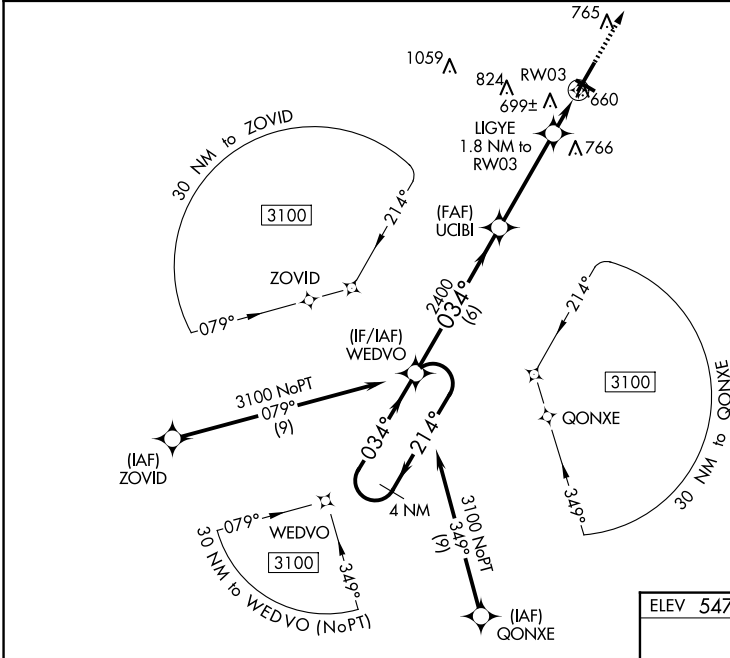 765
1059
824
RW03
699±
660
LIGYE
1.8 NM to
RW03
766
30 NM to ZOVID
3100
214°
ZOVID
079°
(FAF)
UCIBI
2400
034°
(6)
(IF/IAF)
WEDVO
214°
3100
QONXE
349°
30 NM to QONXE
3100 NoPT
079°
(9)
(IAF)
ZOVID
034°
214°
4 NM
3100 NoPT
349°
(9)
079°
WEDVO
3100
349°
30 NM to WEDVO (NoPT)
(IAF)
QONXE
ELEV 547